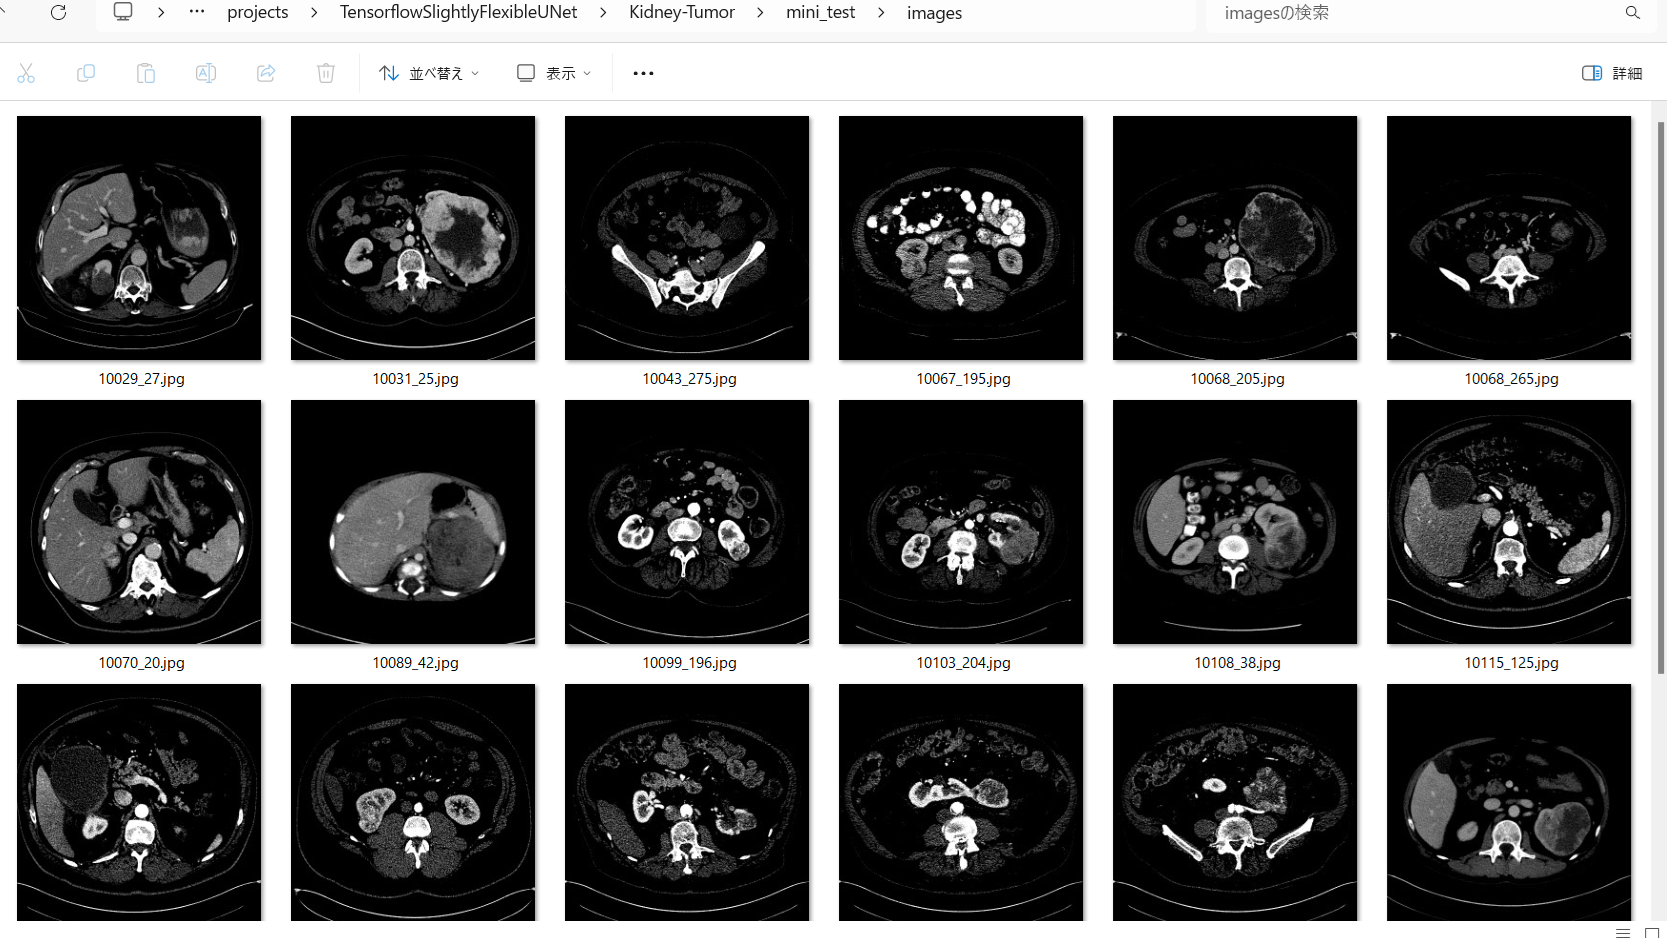 projects > TensorflowSlightlyFlexibleUNet > Kidney-Tumor > mini_test > images
imagesの検索
並べ替え
表示
詳細
10029_27.jpg
10031_25.jpg
10043_275.jpg
10067_195.jpg
10068_205.jpg
10068_265.jpg
10070_20.jpg
10089_42.jpg
10099_196.jpg
10103_204.jpg
10108_38.jpg
10115_125.jpg